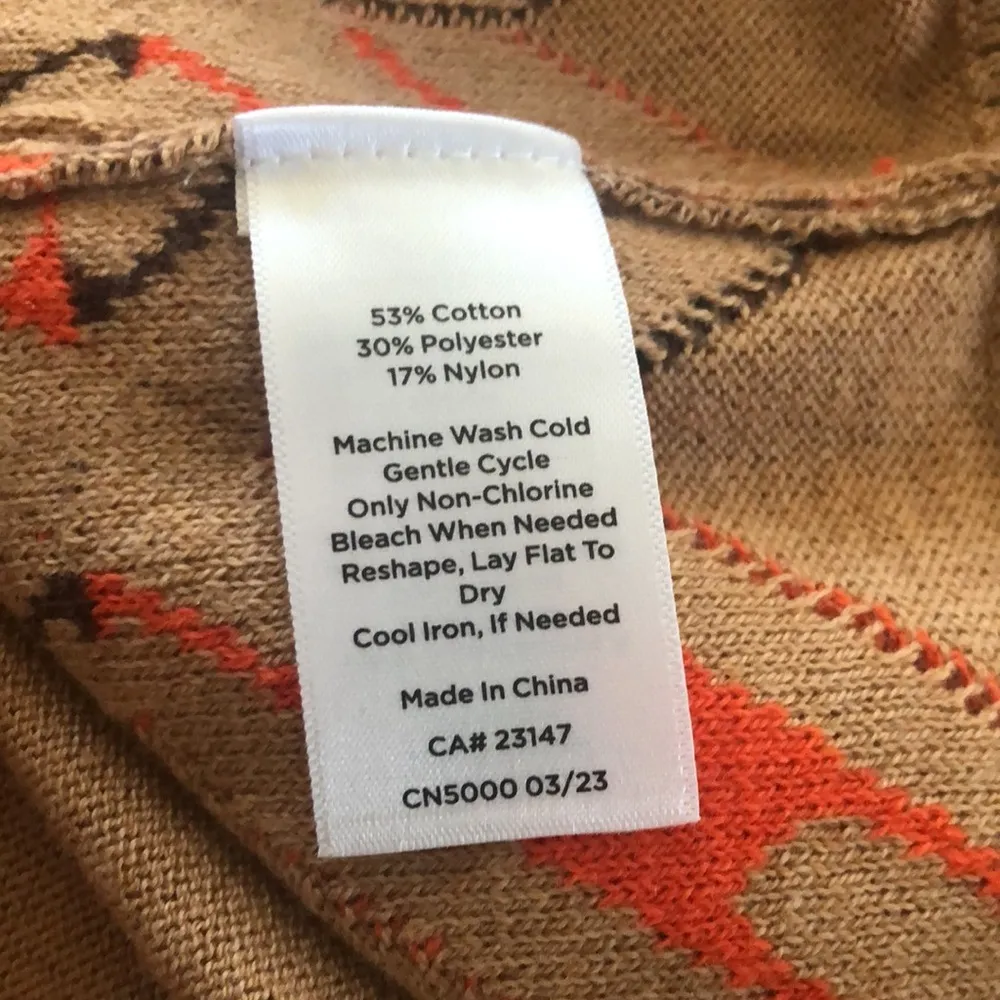 53% Cotton
30% Polyester
17% Nylon
Machine Wash Cold
Gentle Cycle
Only Non-Chlorine
Bleach When Needed
Reshape, Lay Flat To
Dry
Cool Iron, If Needed
Made In China
CA# 23147
CN5000 03/23